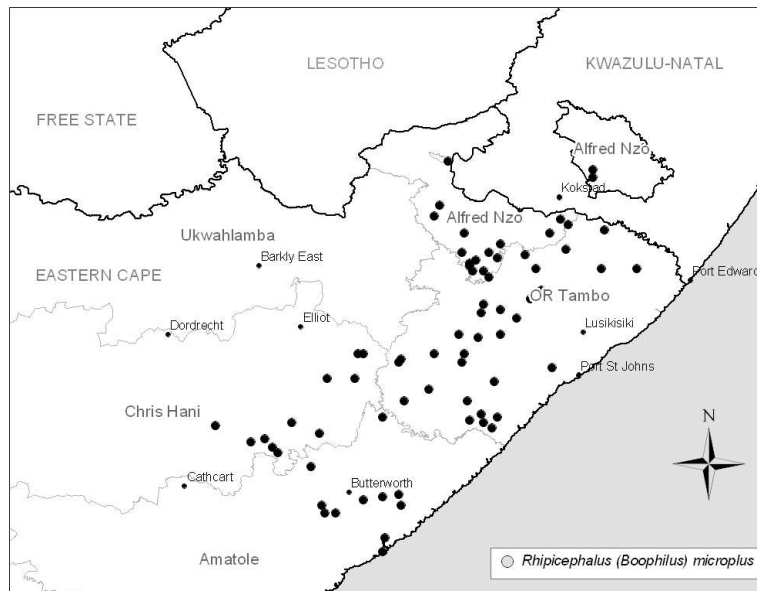 LESOTHO
KWAZULU-NATAL
FREE STATE
Alfred Nzo
Kokstad
Alfred Nzo
Ukwahlamba
Barkly East
EASTERN CAPE
Port Edward
OR Tambo
Dordrecht
Elliot
Lusikisiki
Port St Johns
Chris Hani
N
Cathcart
Butterworth
Amatole
Rhipicephalus (Boophilus) microplus